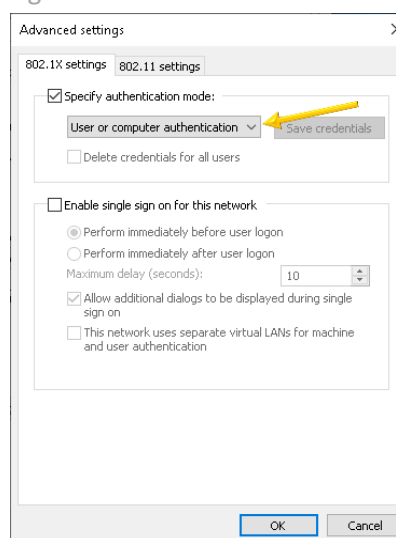 Advanced settings
802.1X settings 802.11 settings
Specify authentication mode:
User or computer authentication Save credentials
Delete credentials for all users
Enable single sign on for this network
Perform immediately before user logon
Perform immediately after user logon
Maximum delay (seconds): 10
Allow additional dialogs to be displayed during single
sign on
This network uses separate virtual LANs for machine
and user authentication
OK Cancel